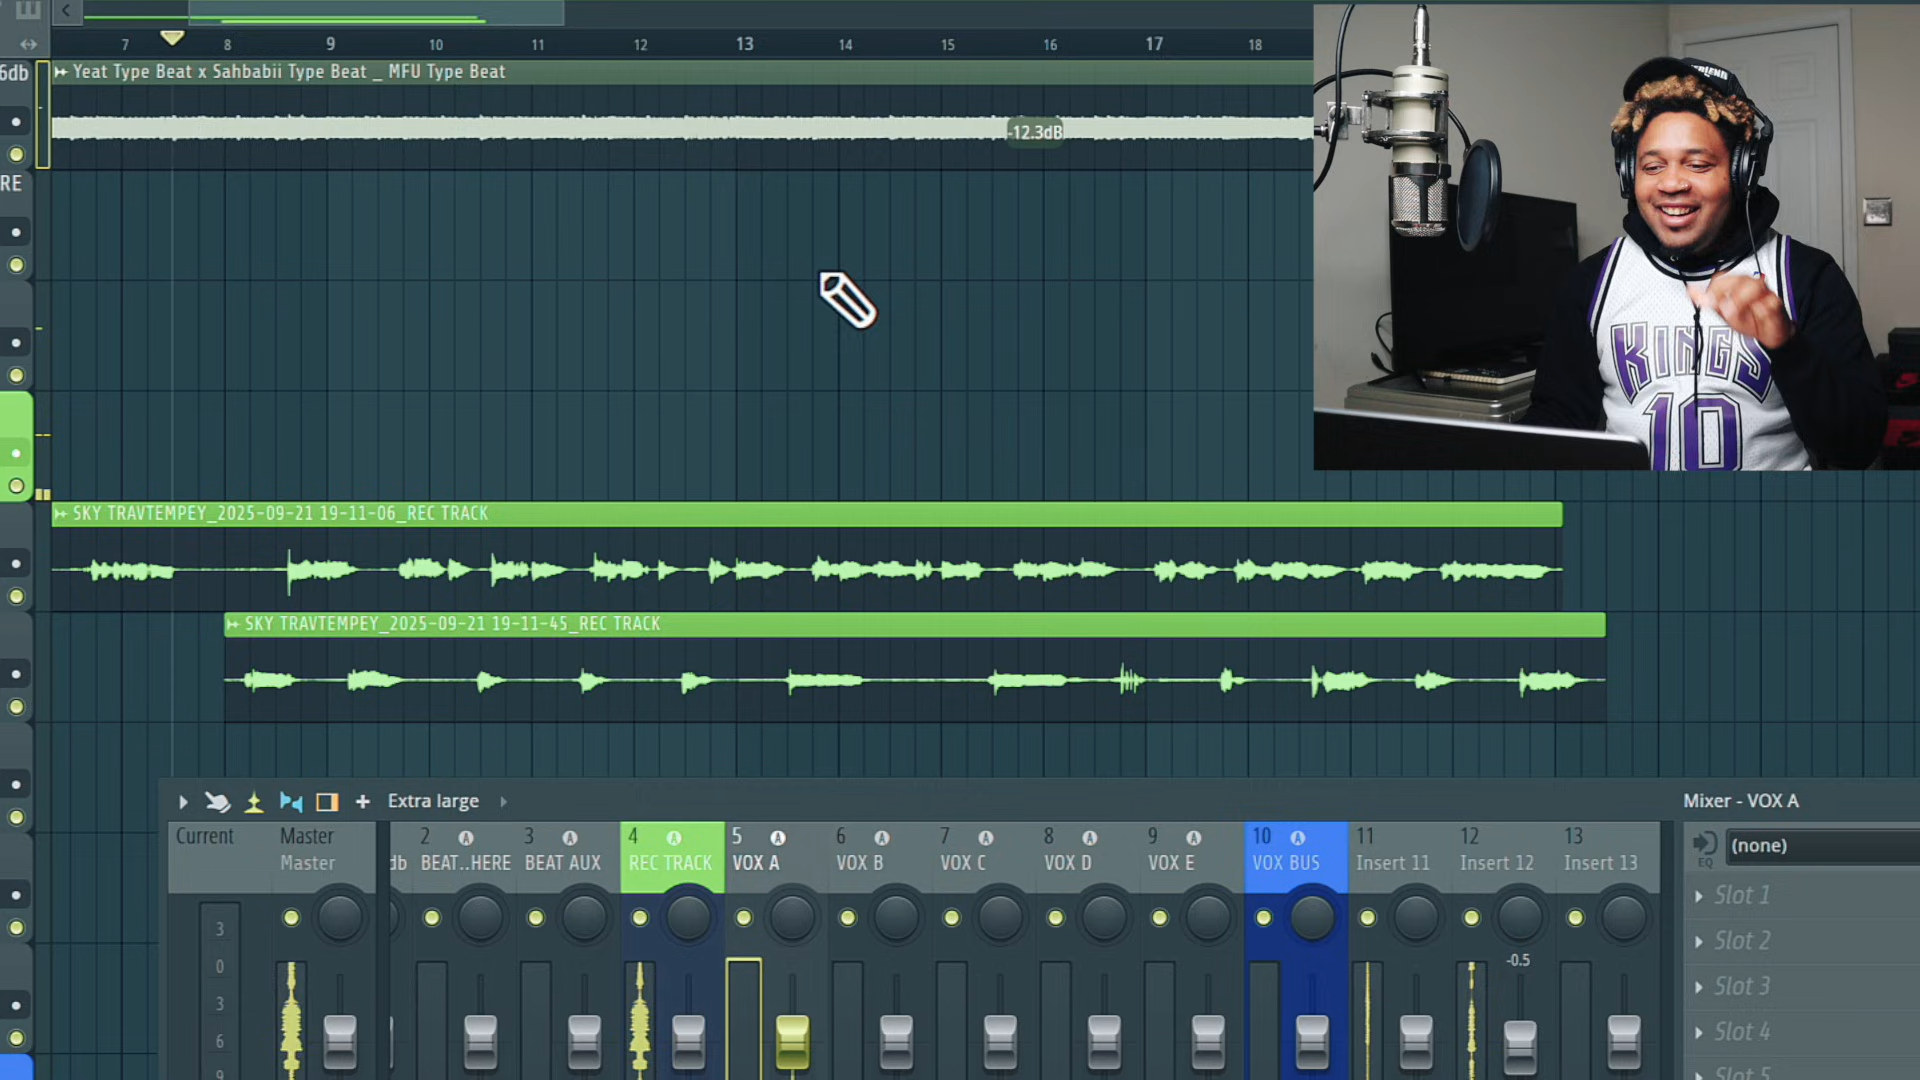 7 8 9 10 11 12 13 14 15 16 17 18
6db
Yeat Type Beat x Sahbabii Type Beat _ MFU Type Beat
-12.3dB
RE
KINGS
10
SKY TRAVTEMPEY_2025-09-21 19-11-06_REC TRACK
SKY TRAVTEMPEY_2025-09-21 19-11-45_REC TRACK
Extra large
Mixer - VOX A
Current Master 2 3 4 5 6 7 8 9 10 11 12 13
Master db BEAT..HERE BEAT AUX REC TRACK VOX A VOX B VOX C VOX D VOX E VOX BUS Insert 11 Insert 12 Insert 13
(none)
EQ
Slot 1
3
Slot 2
0
-0.5
Slot 3
3
Slot 4
6
Slot 5
9